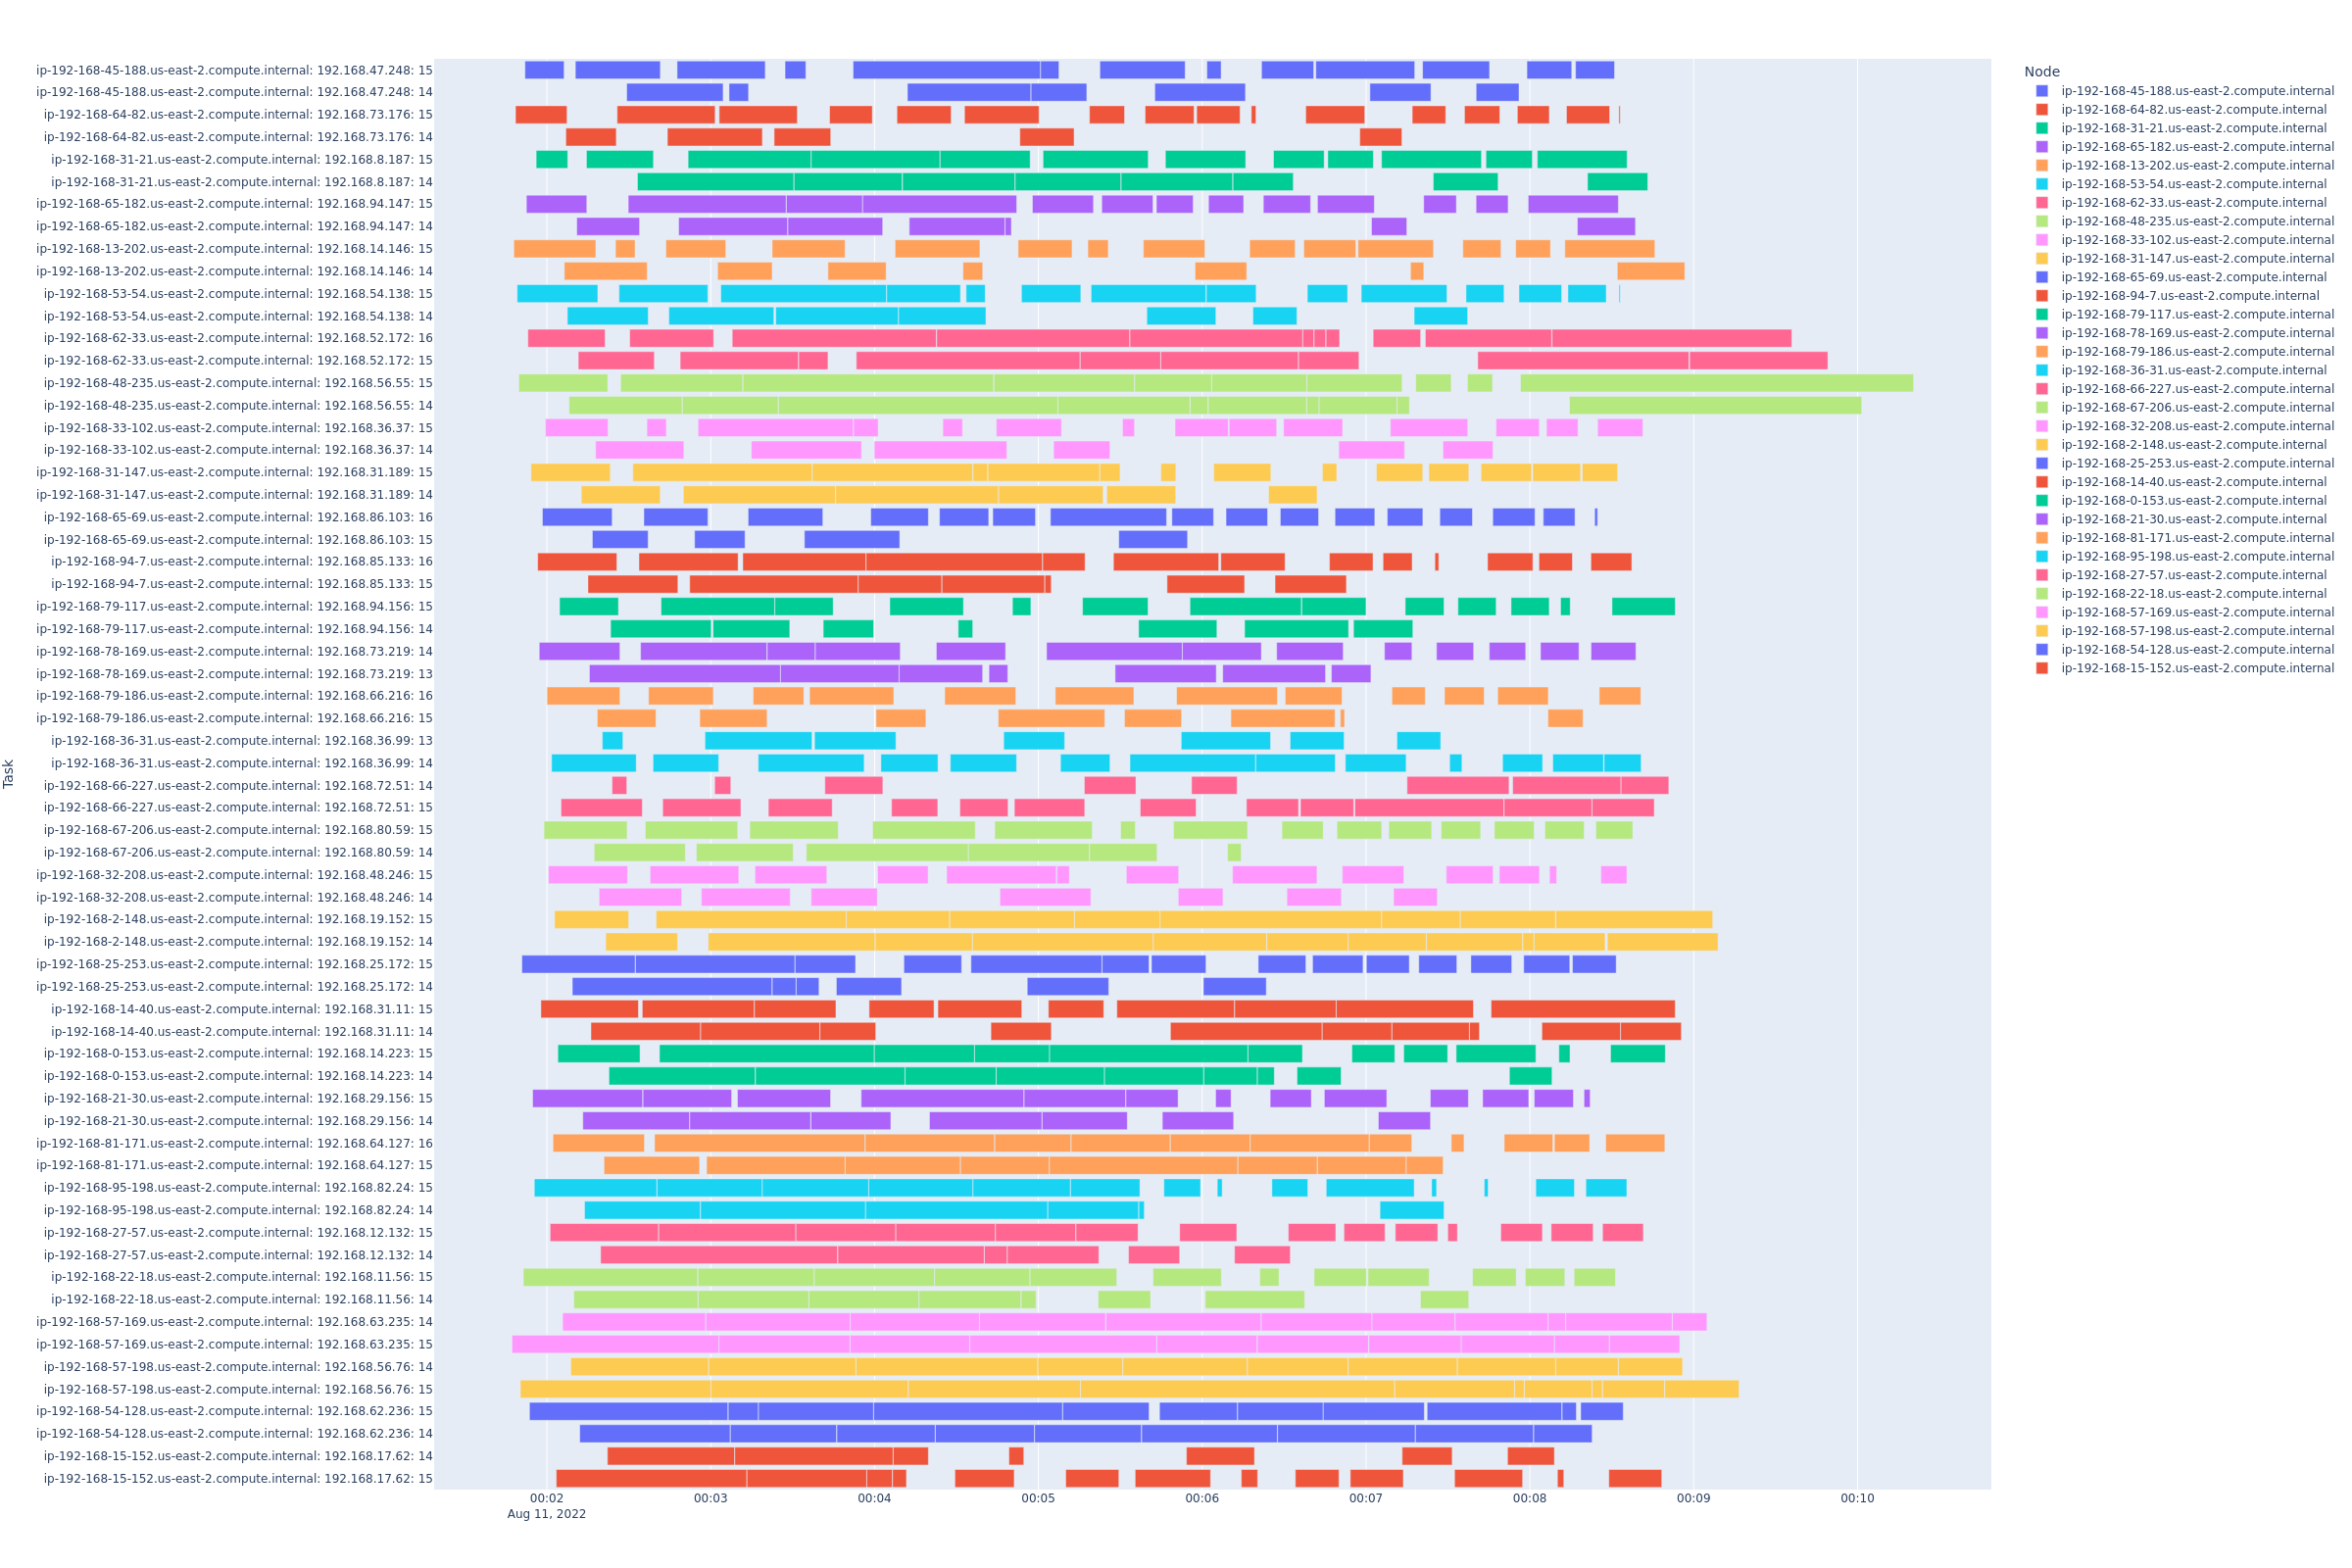 ip-192-168-45-188.us-east-2.compute.internal: 192.168.47.248: 15
ip-192-168-45-188.us-east-2.compute.internal: 192.168.47.248: 14
ip-192-168-64-82.us-east-2.compute.internal: 192.168.73.176: 15
ip-192-168-64-82.us-east-2.compute.internal: 192.168.73.176: 14
ip-192-168-31-21.us-east-2.compute.internal: 192.168.8.187: 15
ip-192-168-31-21.us-east-2.compute.internal: 192.168.8.187: 14
ip-192-168-65-182.us-east-2.compute.internal: 192.168.94.147: 15
ip-192-168-65-182.us-east-2.compute.internal: 192.168.94.147: 14
ip-192-168-13-202.us-east-2.compute.internal: 192.168.14.146: 15
ip-192-168-13-202.us-east-2.compute.internal: 192.168.14.146: 14
ip-192-168-53-54.us-east-2.compute.internal: 192.168.54.138: 15
ip-192-168-53-54.us-east-2.compute.internal: 192.168.54.138: 14
ip-192-168-62-33.us-east-2.compute.internal: 192.168.52.172: 16
ip-192-168-62-33.us-east-2.compute.internal: 192.168.52.172: 15
ip-192-168-48-235.us-east-2.compute.internal: 192.168.56.55: 15
ip-192-168-48-235.us-east-2.compute.internal: 192.168.56.55: 14
ip-192-168-33-102.us-east-2.compute.internal: 192.168.36.37: 15
ip-192-168-33-102.us-east-2.compute.internal: 192.168.36.37: 14
ip-192-168-31-147.us-east-2.compute.internal: 192.168.31.189: 15
ip-192-168-31-147.us-east-2.compute.internal: 192.168.31.189: 14
ip-192-168-65-69.us-east-2.compute.internal: 192.168.86.103: 16
ip-192-168-65-69.us-east-2.compute.internal: 192.168.86.103: 15
ip-192-168-94-7.us-east-2.compute.internal: 192.168.85.133: 16
ip-192-168-94-7.us-east-2.compute.internal: 192.168.85.133: 15
ip-192-168-79-117.us-east-2.compute.internal: 192.168.94.156: 15
ip-192-168-79-117.us-east-2.compute.internal: 192.168.94.156: 14
ip-192-168-78-169.us-east-2.compute.internal: 192.168.73.219: 14
ip-192-168-78-169.us-east-2.compute.internal: 192.168.73.219: 13
ip-192-168-79-186.us-east-2.compute.internal: 192.168.66.216: 16
ip-192-168-79-186.us-east-2.compute.internal: 192.168.66.216: 15
ip-192-168-36-31.us-east-2.compute.internal: 192.168.36.99: 13
ip-192-168-36-31.us-east-2.compute.internal: 192.168.36.99: 14
ip-192-168-66-227.us-east-2.compute.internal: 192.168.72.51: 14
ip-192-168-66-227.us-east-2.compute.internal: 192.168.72.51: 15
ip-192-168-67-206.us-east-2.compute.internal: 192.168.80.59: 15
ip-192-168-67-206.us-east-2.compute.internal: 192.168.80.59: 14
ip-192-168-32-208.us-east-2.compute.internal: 192.168.48.246: 15
ip-192-168-32-208.us-east-2.compute.internal: 192.168.48.246: 14
ip-192-168-2-148.us-east-2.compute.internal: 192.168.19.152: 15
ip-192-168-2-148.us-east-2.compute.internal: 192.168.19.152: 14
ip-192-168-25-253.us-east-2.compute.internal: 192.168.25.172: 15
ip-192-168-25-253.us-east-2.compute.internal: 192.168.25.172: 14
ip-192-168-14-40.us-east-2.compute.internal: 192.168.31.11: 15
ip-192-168-14-40.us-east-2.compute.internal: 192.168.31.11: 14
ip-192-168-0-153.us-east-2.compute.internal: 192.168.14.223: 15
ip-192-168-0-153.us-east-2.compute.internal: 192.168.14.223: 14
ip-192-168-21-30.us-east-2.compute.internal: 192.168.29.156: 15
ip-192-168-21-30.us-east-2.compute.internal: 192.168.29.156: 14
ip-192-168-81-171.us-east-2.compute.internal: 192.168.64.127: 16
ip-192-168-81-171.us-east-2.compute.internal: 192.168.64.127: 15
ip-192-168-95-198.us-east-2.compute.internal: 192.168.82.24: 15
ip-192-168-95-198.us-east-2.compute.internal: 192.168.82.24: 14
ip-192-168-27-57.us-east-2.compute.internal: 192.168.12.132: 15
ip-192-168-27-57.us-east-2.compute.internal: 192.168.12.132: 14
ip-192-168-22-18.us-east-2.compute.internal: 192.168.11.56: 15
ip-192-168-22-18.us-east-2.compute.internal: 192.168.11.56: 14
ip-192-168-57-169.us-east-2.compute.internal: 192.168.63.235: 14
ip-192-168-57-169.us-east-2.compute.internal: 192.168.63.235: 15
ip-192-168-57-198.us-east-2.compute.internal: 192.168.56.76: 14
ip-192-168-57-198.us-east-2.compute.internal: 192.168.56.76: 15
ip-192-168-54-128.us-east-2.compute.internal: 192.168.62.236: 15
ip-192-168-54-128.us-east-2.compute.internal: 192.168.62.236: 14
ip-192-168-15-152.us-east-2.compute.internal: 192.168.17.62: 14
ip-192-168-15-152.us-east-2.compute.internal: 192.168.17.62: 15
Task
00:02 00:03 00:04 00:05 00:06 00:07 00:08 00:09 00:10
Aug 11, 2022
Node
ip-192-168-45-188.us-east-2.compute.internal
ip-192-168-64-82.us-east-2.compute.internal
ip-192-168-31-21.us-east-2.compute.internal
ip-192-168-65-182.us-east-2.compute.internal
ip-192-168-13-202.us-east-2.compute.internal
ip-192-168-53-54.us-east-2.compute.internal
ip-192-168-62-33.us-east-2.compute.internal
ip-192-168-48-235.us-east-2.compute.internal
ip-192-168-33-102.us-east-2.compute.internal
ip-192-168-31-147.us-east-2.compute.internal
ip-192-168-65-69.us-east-2.compute.internal
ip-192-168-94-7.us-east-2.compute.internal
ip-192-168-79-117.us-east-2.compute.internal
ip-192-168-78-169.us-east-2.compute.internal
ip-192-168-79-186.us-east-2.compute.internal
ip-192-168-36-31.us-east-2.compute.internal
ip-192-168-66-227.us-east-2.compute.internal
ip-192-168-67-206.us-east-2.compute.internal
ip-192-168-32-208.us-east-2.compute.internal
ip-192-168-2-148.us-east-2.compute.internal
ip-192-168-25-253.us-east-2.compute.internal
ip-192-168-14-40.us-east-2.compute.internal
ip-192-168-0-153.us-east-2.compute.internal
ip-192-168-21-30.us-east-2.compute.internal
ip-192-168-81-171.us-east-2.compute.internal
ip-192-168-95-198.us-east-2.compute.internal
ip-192-168-27-57.us-east-2.compute.internal
ip-192-168-22-18.us-east-2.compute.internal
ip-192-168-57-169.us-east-2.compute.internal
ip-192-168-57-198.us-east-2.compute.internal
ip-192-168-54-128.us-east-2.compute.internal
ip-192-168-15-152.us-east-2.compute.internal